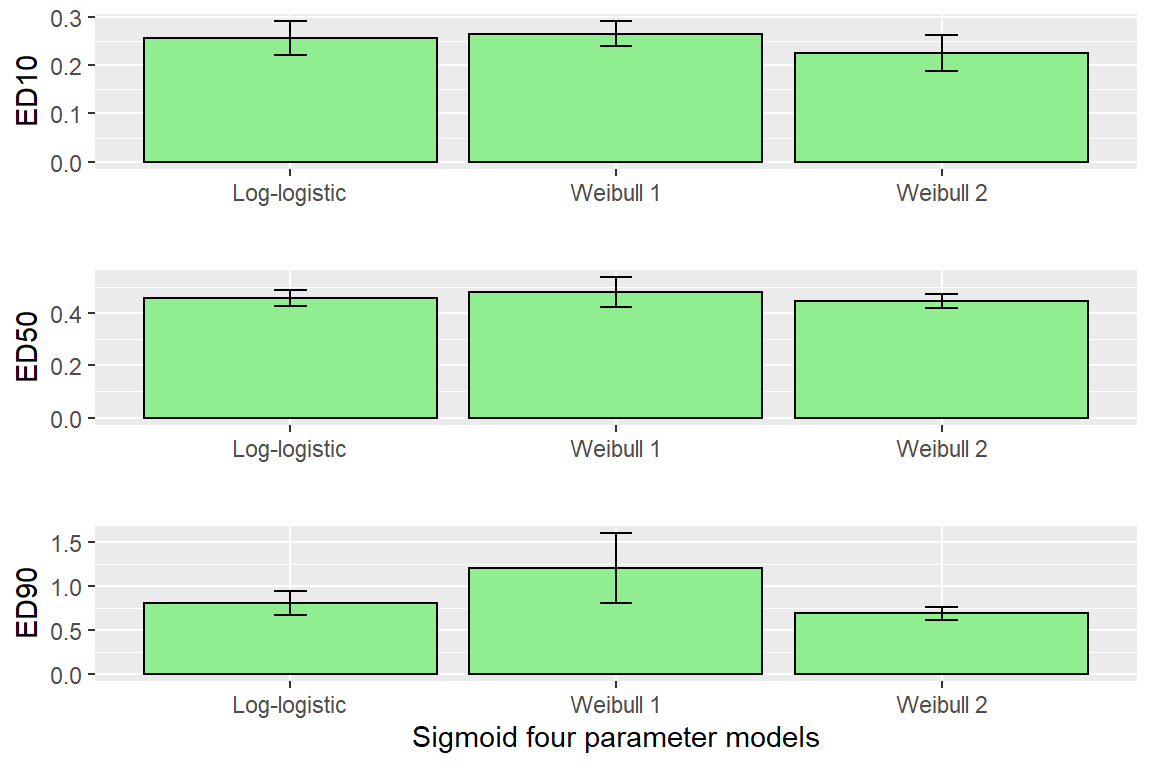 ED10
0.3
0.2
0.1
0.0
Log-logistic Weibull 1 Weibull 2
ED50
0.4
0.2
0.0
Log-logistic Weibull 1 Weibull 2
ED90
1.5
1.0
0.5
0.0
Log-logistic Weibull 1 Weibull 2
Sigmoid four parameter models